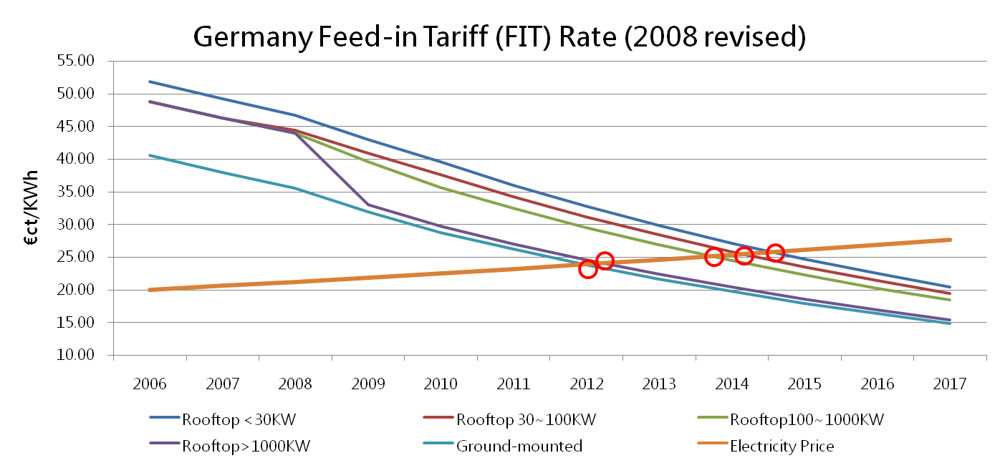 Germany Feed-in Tariff (FIT) Rate (2008 revised)
€ct/KWh
55.00
50.00
45.00
40.00
35.00
30.00
25.00
20.00
15.00
10.00
2006 2007 2008 2009 2010 2011 2012 2013 2014 2015 2016 2017
Rooftop <30KW Rooftop 30~100KW Rooftop100~1000KW
Rooftop>1000KW Ground-mounted Electricity Price